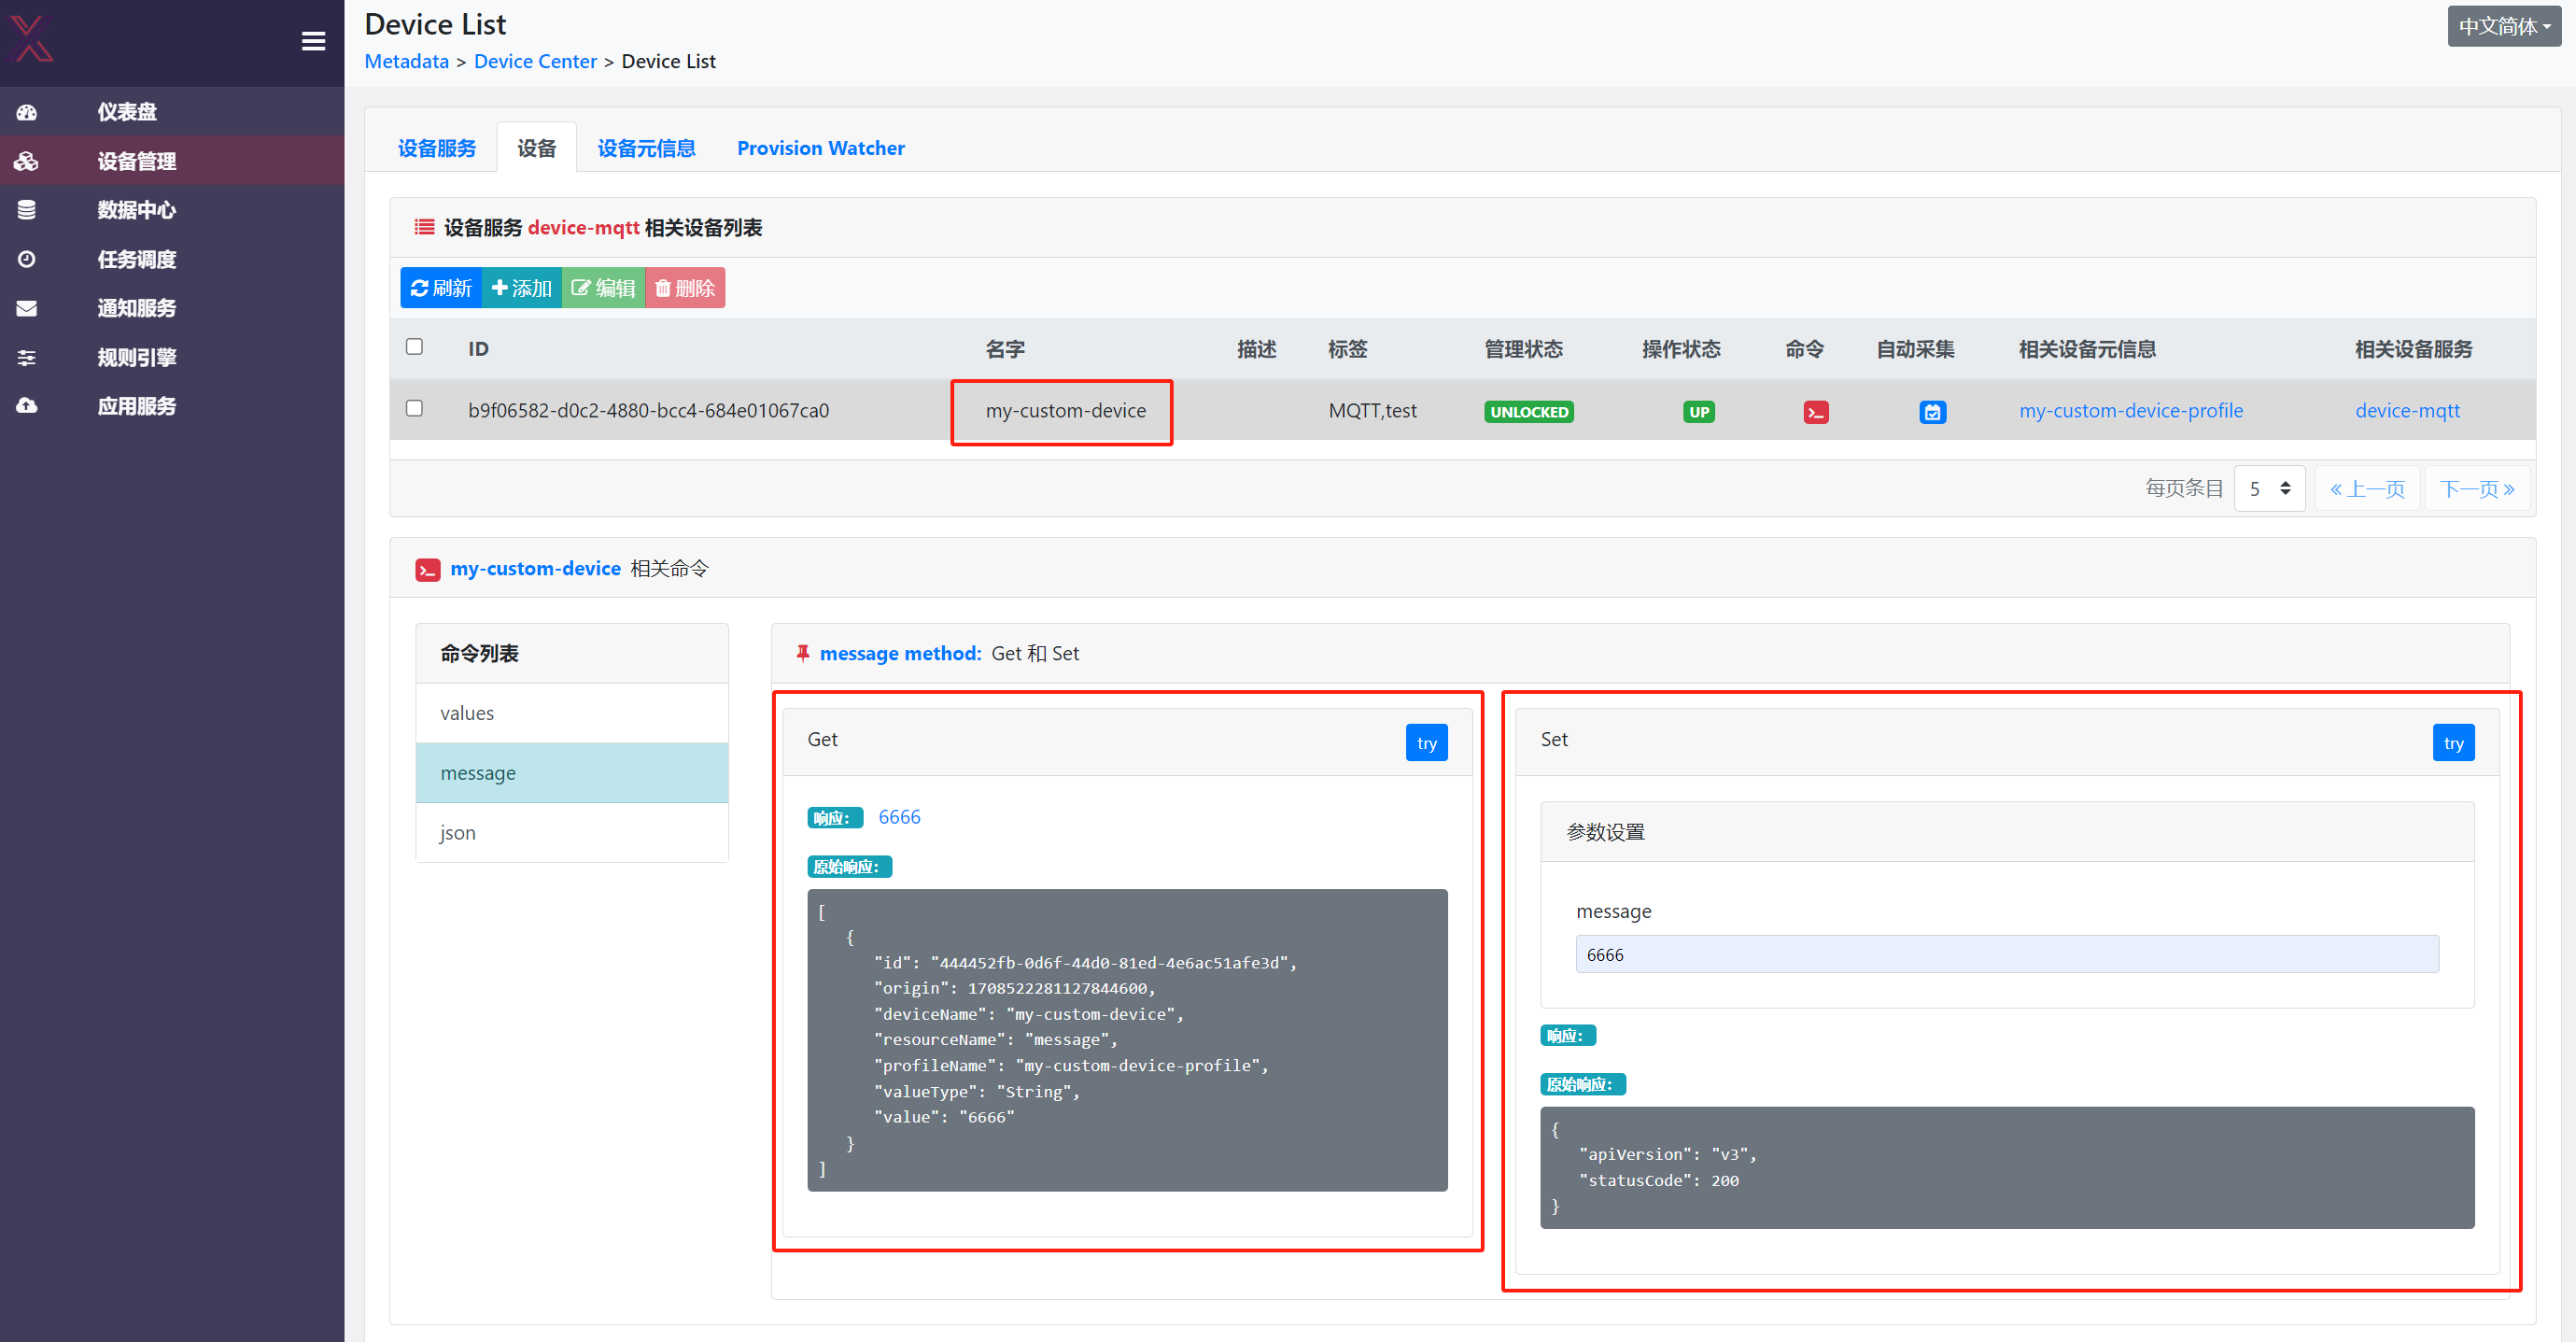 Device List
中文简体
Metadata > Device Center > Device List
仪表盘
设备管理
数据中心
任务调度
通知服务
规则引擎
应用服务
设备服务 设备 设备元信息 Provision Watcher
设备服务 device-mqtt 相关设备列表
刷新 添加 编辑 删除
ID 名字 描述 标签 管理状态 操作状态 命令 自动采集 相关设备元信息 相关设备服务
b9f06582-d0c2-4880-bcc4-684e01067ca0 my-custom-device MQTT,test UNLOCKED UP my-custom-device-profile device-mqtt
每页条目 5 « 上一页 下一页 »
my-custom-device 相关命令
命令列表
values
message
json
message method: Get 和 Set
Get try
响应: 6666
原始响应:
[
{
"id": "444452fb-0d6f-44d0-81ed-4e6ac51afe3d",
"origin": 1708522281127844600,
"deviceName": "my-custom-device",
"resourceName": "message",
"profileName": "my-custom-device-profile",
"valueType": "String",
"value": "6666"
}
]
Set try
参数设置
message
6666
响应:
原始响应:
{
"apiVersion": "v3",
"statusCode": 200
}